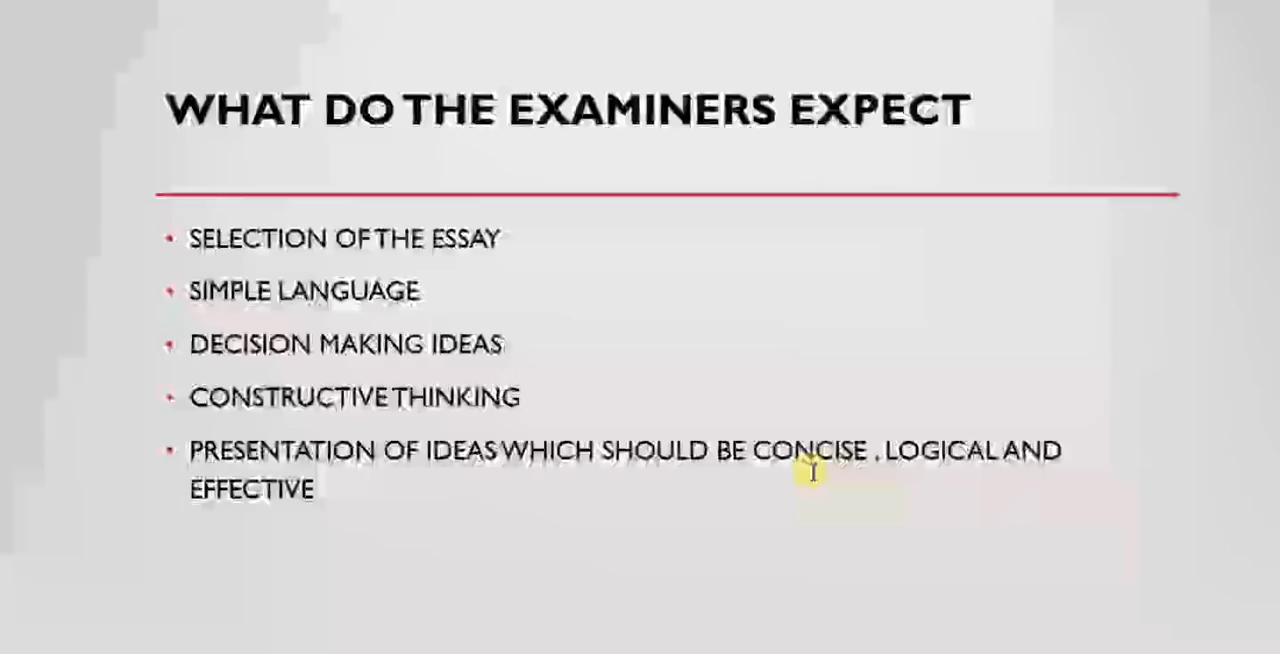 WHAT DO THE EXAMINERS EXPECT
• SELECTION OF THE ESSAY
• SIMPLE LANGUAGE
• DECISION MAKING IDEAS
• CONSTRUCTIVE THINKING
• PRESENTATION OF IDEAS WHICH SHOULD BE CONCISE , LOGICAL AND
EFFECTIVE